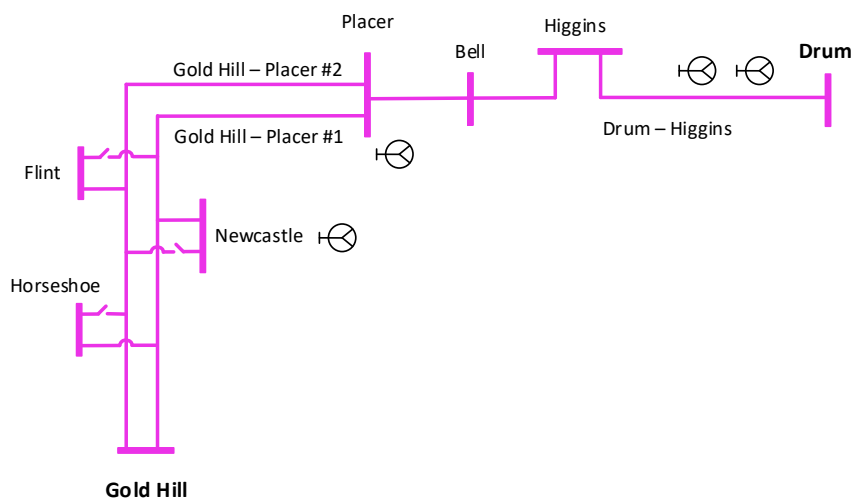 Placer
Higgins
Bell
Drum
Gold Hill – Placer #2
Gold Hill – Placer #1
Drum – Higgins
Flint
Newcastle
Horseshoe
Gold Hill